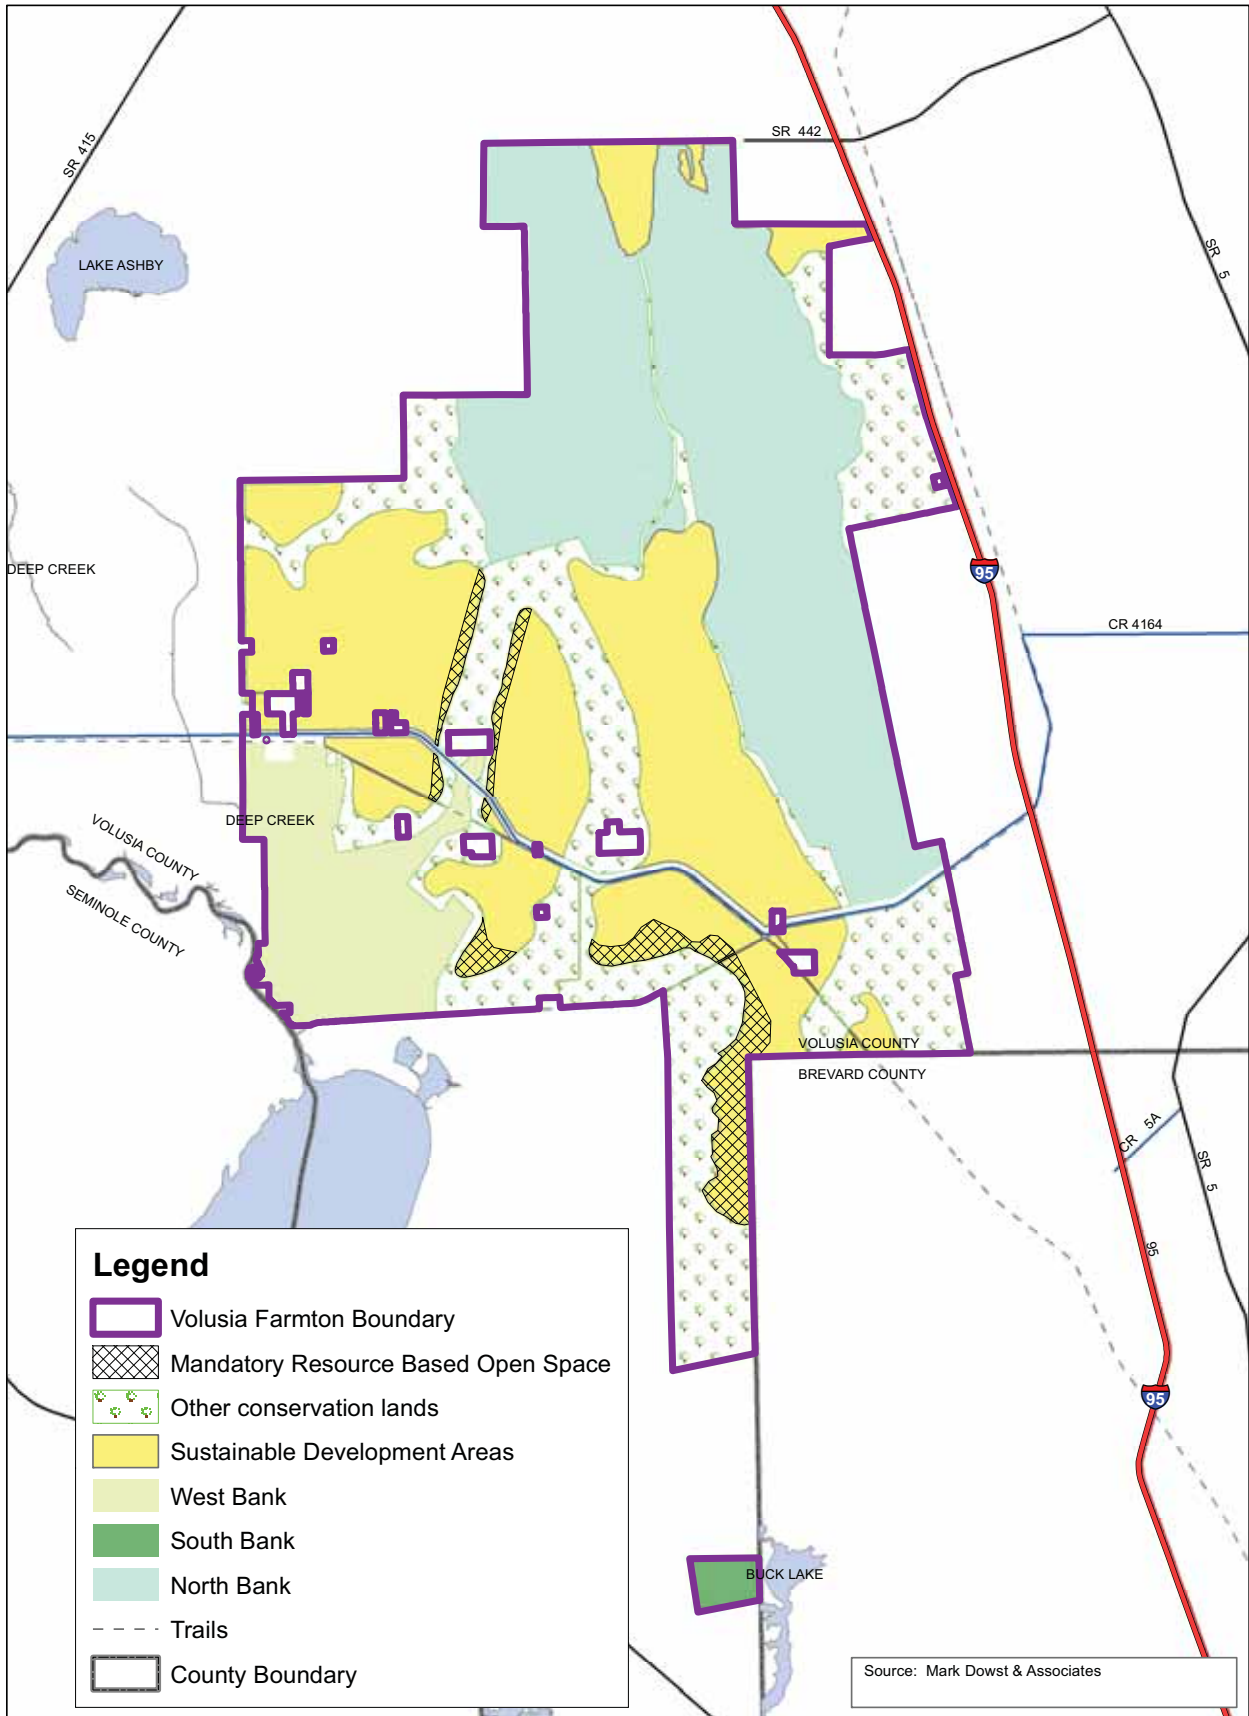 SR 442
SR 415
SR 5
LAKE ASHBY
DEEP CREEK
95
CR 4164
DEEP CREEK
VOLUSIA COUNTY
SEMINOLE COUNTY
VOLUSIA COUNTY
BREVARD COUNTY
CR 5A
SR 5
95
95
Legend
Volusia Farmton Boundary
Mandatory Resource Based Open Space
Other conservation lands
Sustainable Development Areas
West Bank
South Bank
North Bank
Trails
County Boundary
BUCK LAKE
Source: Mark Dowst & Associates